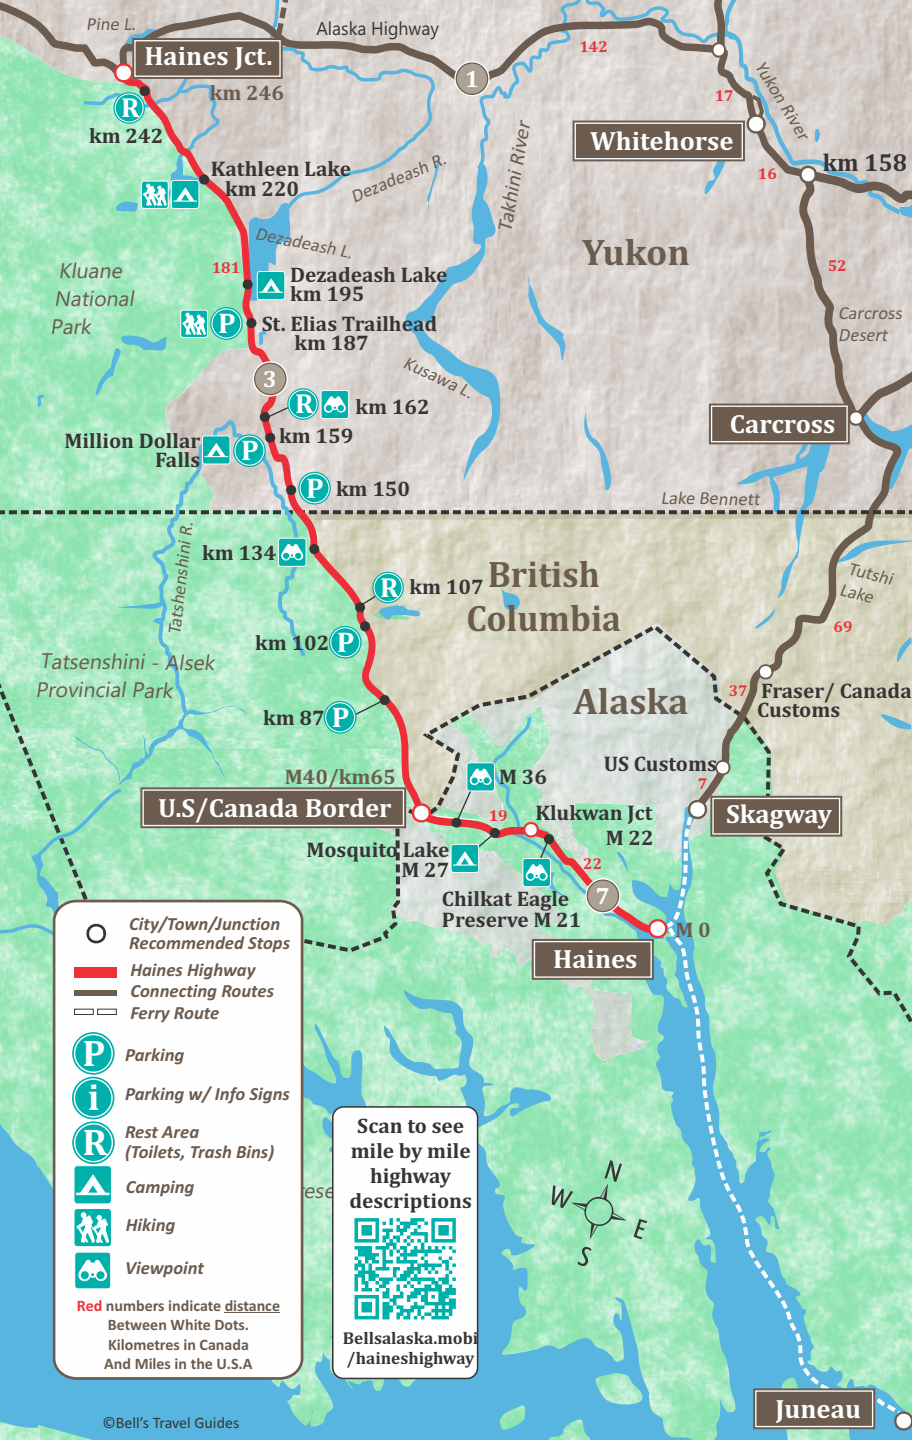 Pine L.
Alaska Highway
142
Haines Jct.
1
km 246
17
Yukon River
R
km 242
Whitehorse
16
km 158
Kathleen Lake
km 220
Dezadeash R.
Takhini River
Dezadeash L.
Yukon
181
52
Kluane
National
Park
Dezadeash Lake
km 195
Carcross
Desert
P
St. Elias Trailhead
km 187
3
Kusawa L.
R
km 162
km 159
Carcross
Million Dollar
Falls
P
P
km 150
Lake Bennett
Tatshenshini R.
km 134
British
Columbia
R
km 107
Tutshi
Lake
km 102
P
69
Tatsenshini - Alsek
Provincial Park
Alaska
37
Fraser/ Canada
Customs
km 87
P
US Customs
M40/km65
M 36
7
U.S/Canada Border
19
Klukwan Jct
M 22
Skagway
Mosquito Lake
M 27
22
Chilkat Eagle
Preserve M 21
7
M 0
Haines
City/Town/Junction
Recommended Stops
Haines Highway
Connecting Routes
Ferry Route
P
Parking
i
Parking w/ Info Signs
R
Rest Area
(Toilets, Trash Bins)
Camping
Hiking
Viewpoint
Red numbers indicate distance
Between White Dots.
Kilometres in Canada
And Miles in the U.S.A
Scan to see
mile by mile
highway
descriptions
Bellsalaska.mobi
/haineshighway
N
W
E
S
Juneau
©Bell's Travel Guides